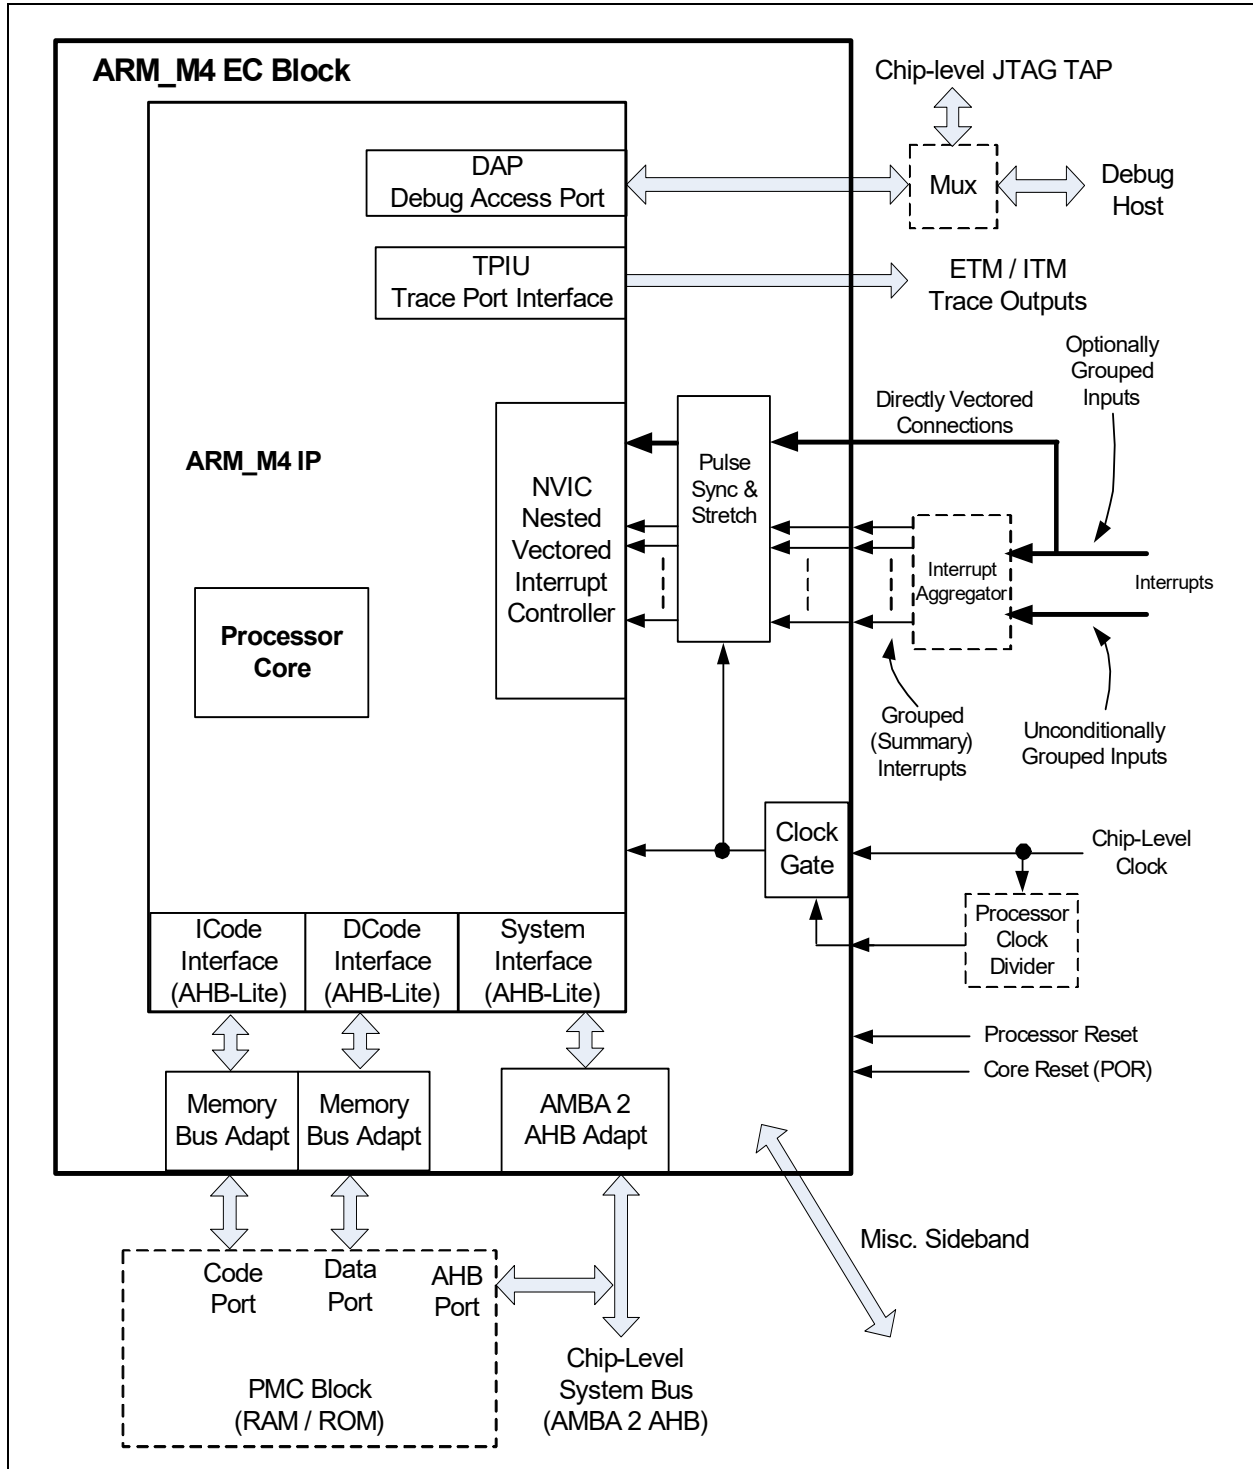 ARM_M4 EC Block
Chip-level JTAG TAP
DAP
Debug Access Port
Mux
Debug
Host
TPIU
Trace Port Interface
ETM / ITM
Trace Outputs
Optionally
Grouped
Inputs
Directly Vectored
Connections
ARM_M4 IP
NVIC
Nested
Vectored
Interrupt
Controller
Pulse
Sync &
Stretch
Interrupt
Aggregator
Interrupts
Processor
Core
Grouped
(Summary)
Interrupts
Unconditionally
Grouped Inputs
Clock
Gate
Chip-Level
Clock
Processor
Clock
Divider
ICode
Interface
(AHB-Lite)
DCode
Interface
(AHB-Lite)
System
Interface
(AHB-Lite)
Processor Reset
Core Reset (POR)
Memory
Bus Adapt
Memory
Bus Adapt
AMBA 2
AHB Adapt
Misc. Sideband
Code
Port
Data
Port
AHB
Port
PMC Block
(RAM / ROM)
Chip-Level
System Bus
(AMBA 2 AHB)